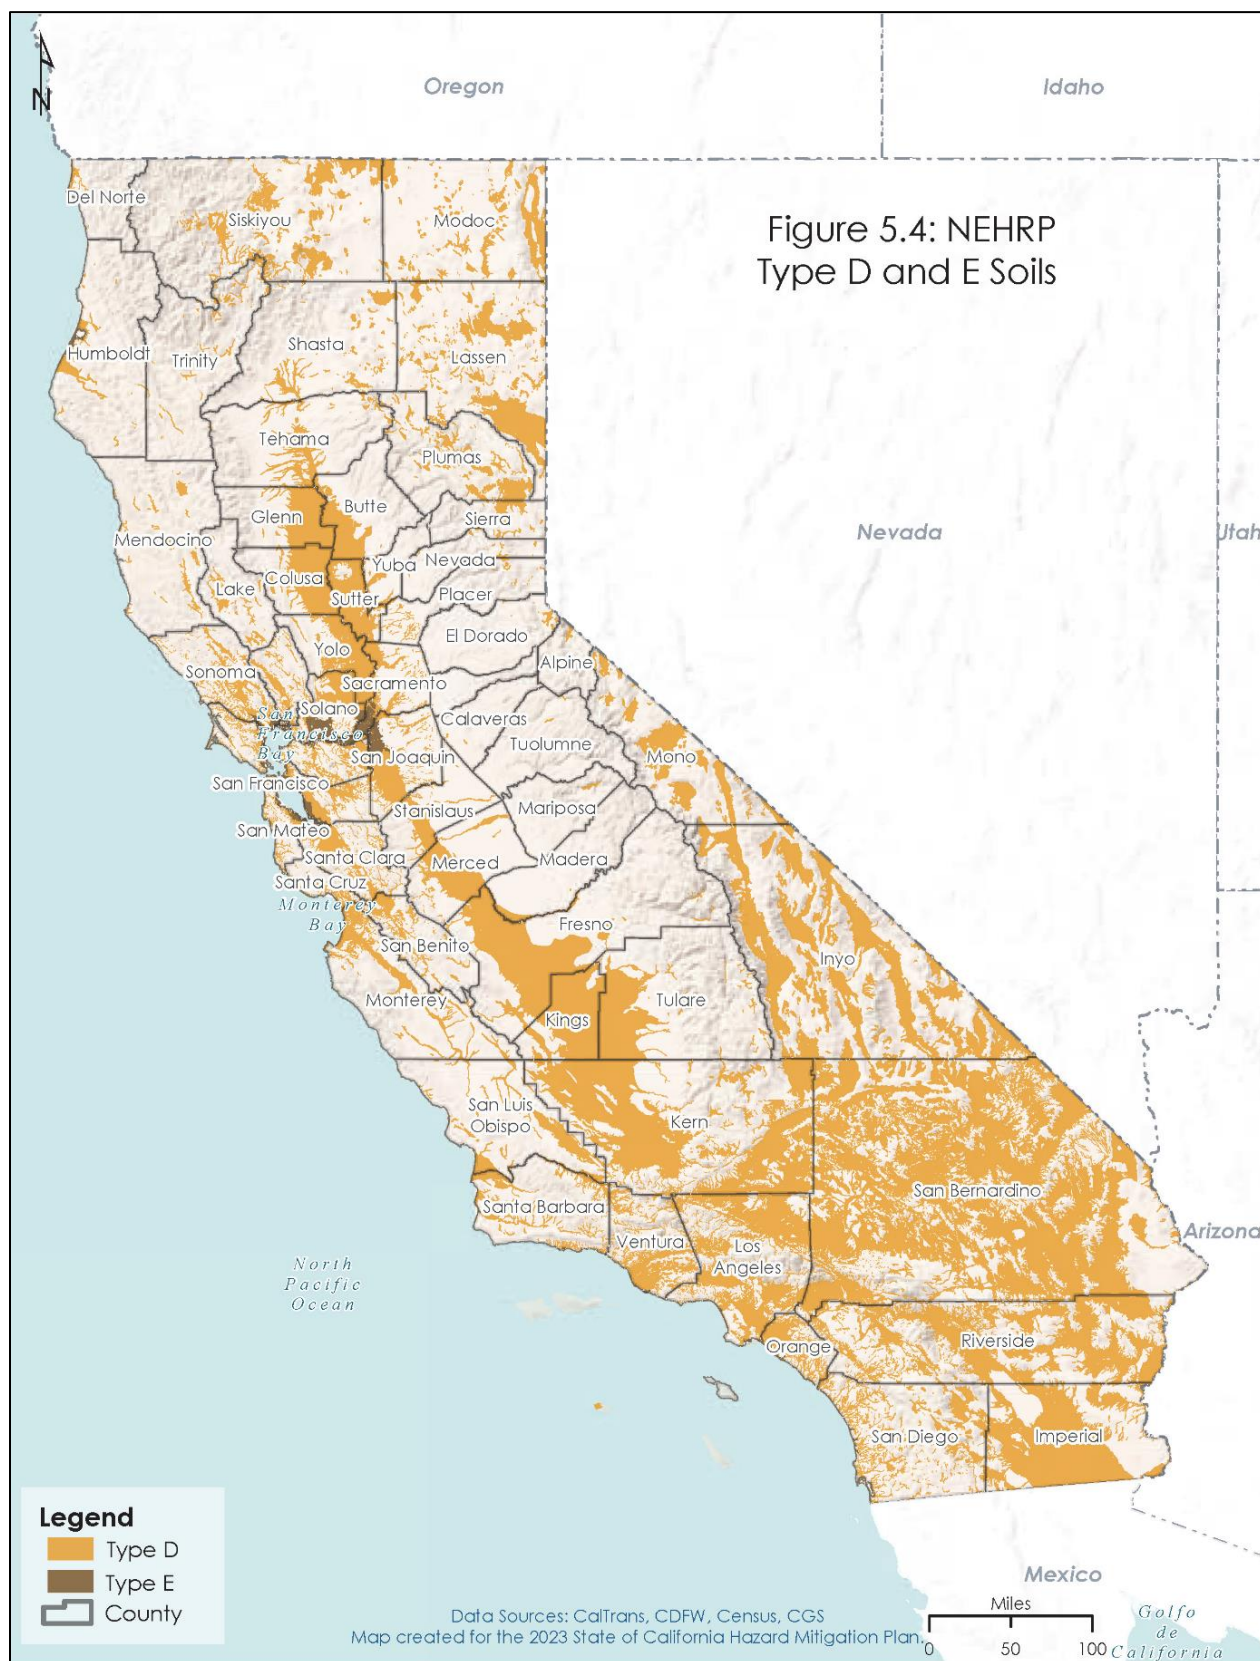 N
Oregon
Idaho
Figure 5.4: NEHRP
Type D and E Soils
Del Norte
Siskiyou
Modoc
Humboldt
Trinity
Shasta
Lassen
Tehama
Plumas
Glenn
Butte
Sierra
Mendocino
Nevada
Utah
Colusa
Yuba
Nevada
Lake
Sutter
Placer
El Dorado
Yolo
Sonoma
Alpine
Sacramento
Solano
San
Francisco
Bay
Calaveras
Tuolumne
San Joaquin
Mono
San Francisco
Stanislaus
Mariposa
San Mateo
Santa Clara
Merced
Madera
Santa Cruz
Monterey
Bay
Fresno
San Benito
Inyo
Monterey
Tulare
Kings
San Luis
Obispo
Kern
San Bernardino
Santa Barbara
Ventura
Los
Angeles
Arizona
North
Pacific
Ocean
Orange
Riverside
San Diego
Imperial
Legend
Type D
Type E
County
Mexico
Golfo
de
California
Miles
0 50 100
Data Sources: CalTrans, CDFW, Census, CGS
Map created for the 2023 State of California Hazard Mitigation Plan.